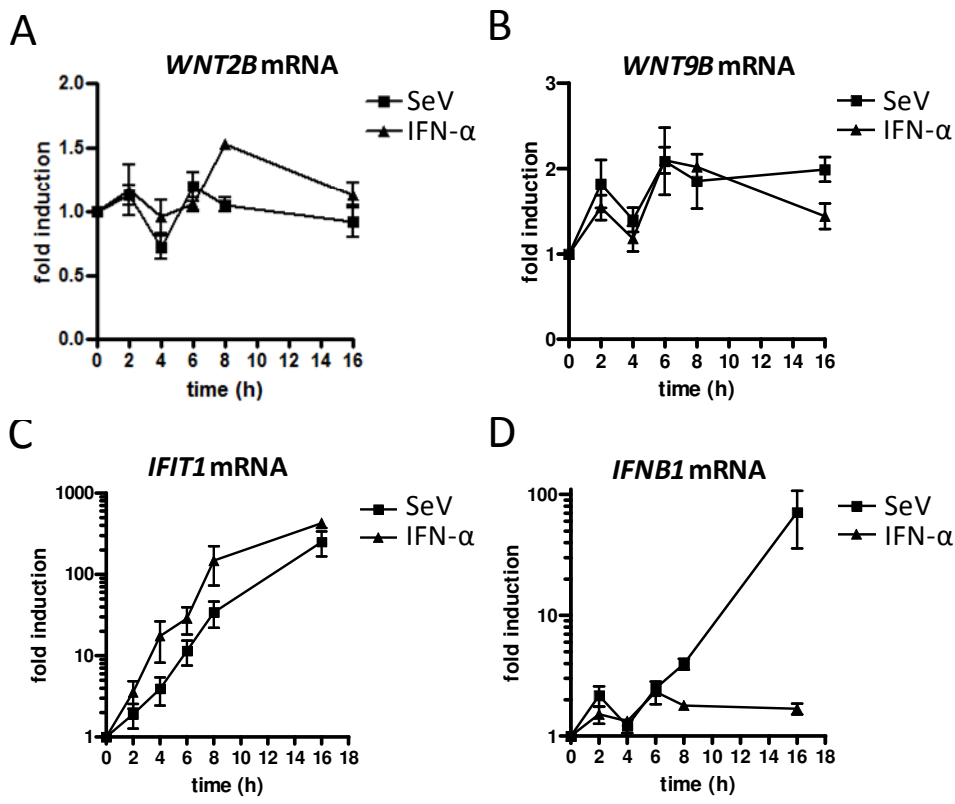 A
WNT2B mRNA
fold induction
2.0
1.5
1.0
0.5
0.0
0 2 4 6 8 10 12 14 16
time (h)
SeV
IFN-α
B
WNT9B mRNA
fold induction
3
2
1
0
0 2 4 6 8 10 12 14 16
time (h)
SeV
IFN-α
C
IFIT1 mRNA
fold induction
1000
100
10
1
0 2 4 6 8 10 12 14 16 18
time (h)
SeV
IFN-α
D
IFNB1 mRNA
fold induction
100
10
1
0 2 4 6 8 10 12 14 16 18
time (h)
SeV
IFN-α